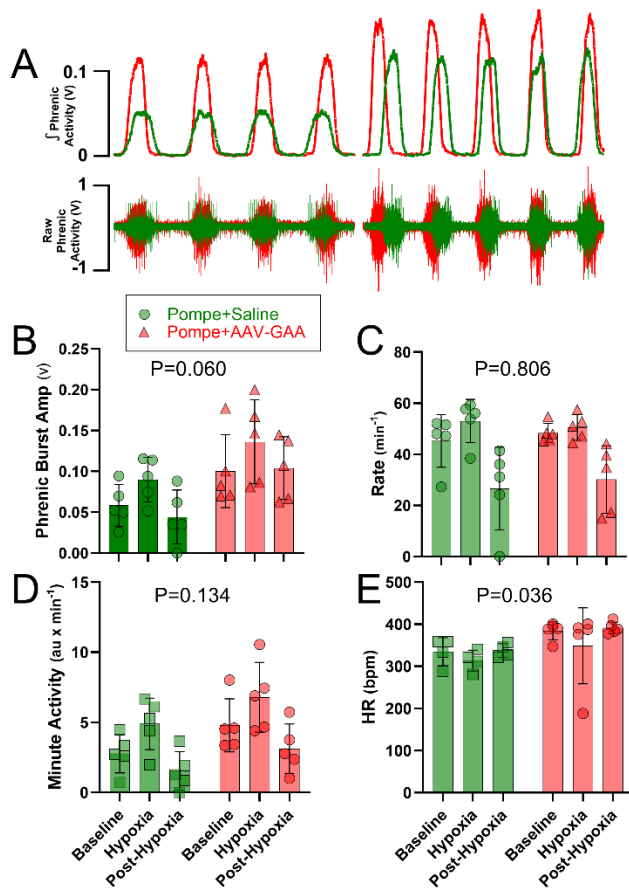 A
∫ Phrenic
Activity (V)
0.1
0
Raw
Phrenic
Activity (V)
1
-1
Pompe+Saline
Pompe+AAV-GAA
B
P=0.060
Phrenic Burst Amp (v)
0.25
0.20
0.15
0.10
0.05
0.00
C
P=0.806
Rate (min-1)
60
40
20
0
D
P=0.134
Minute Activity (au x min-1)
15
10
5
0
Baseline
Hypoxia
Post-Hypoxia
Baseline
Hypoxia
Post-Hypoxia
E
P=0.036
HR (bpm)
400
300
200
100
0
Baseline
Hypoxia
Post-Hypoxia
Baseline
Hypoxia
Post-Hypoxia